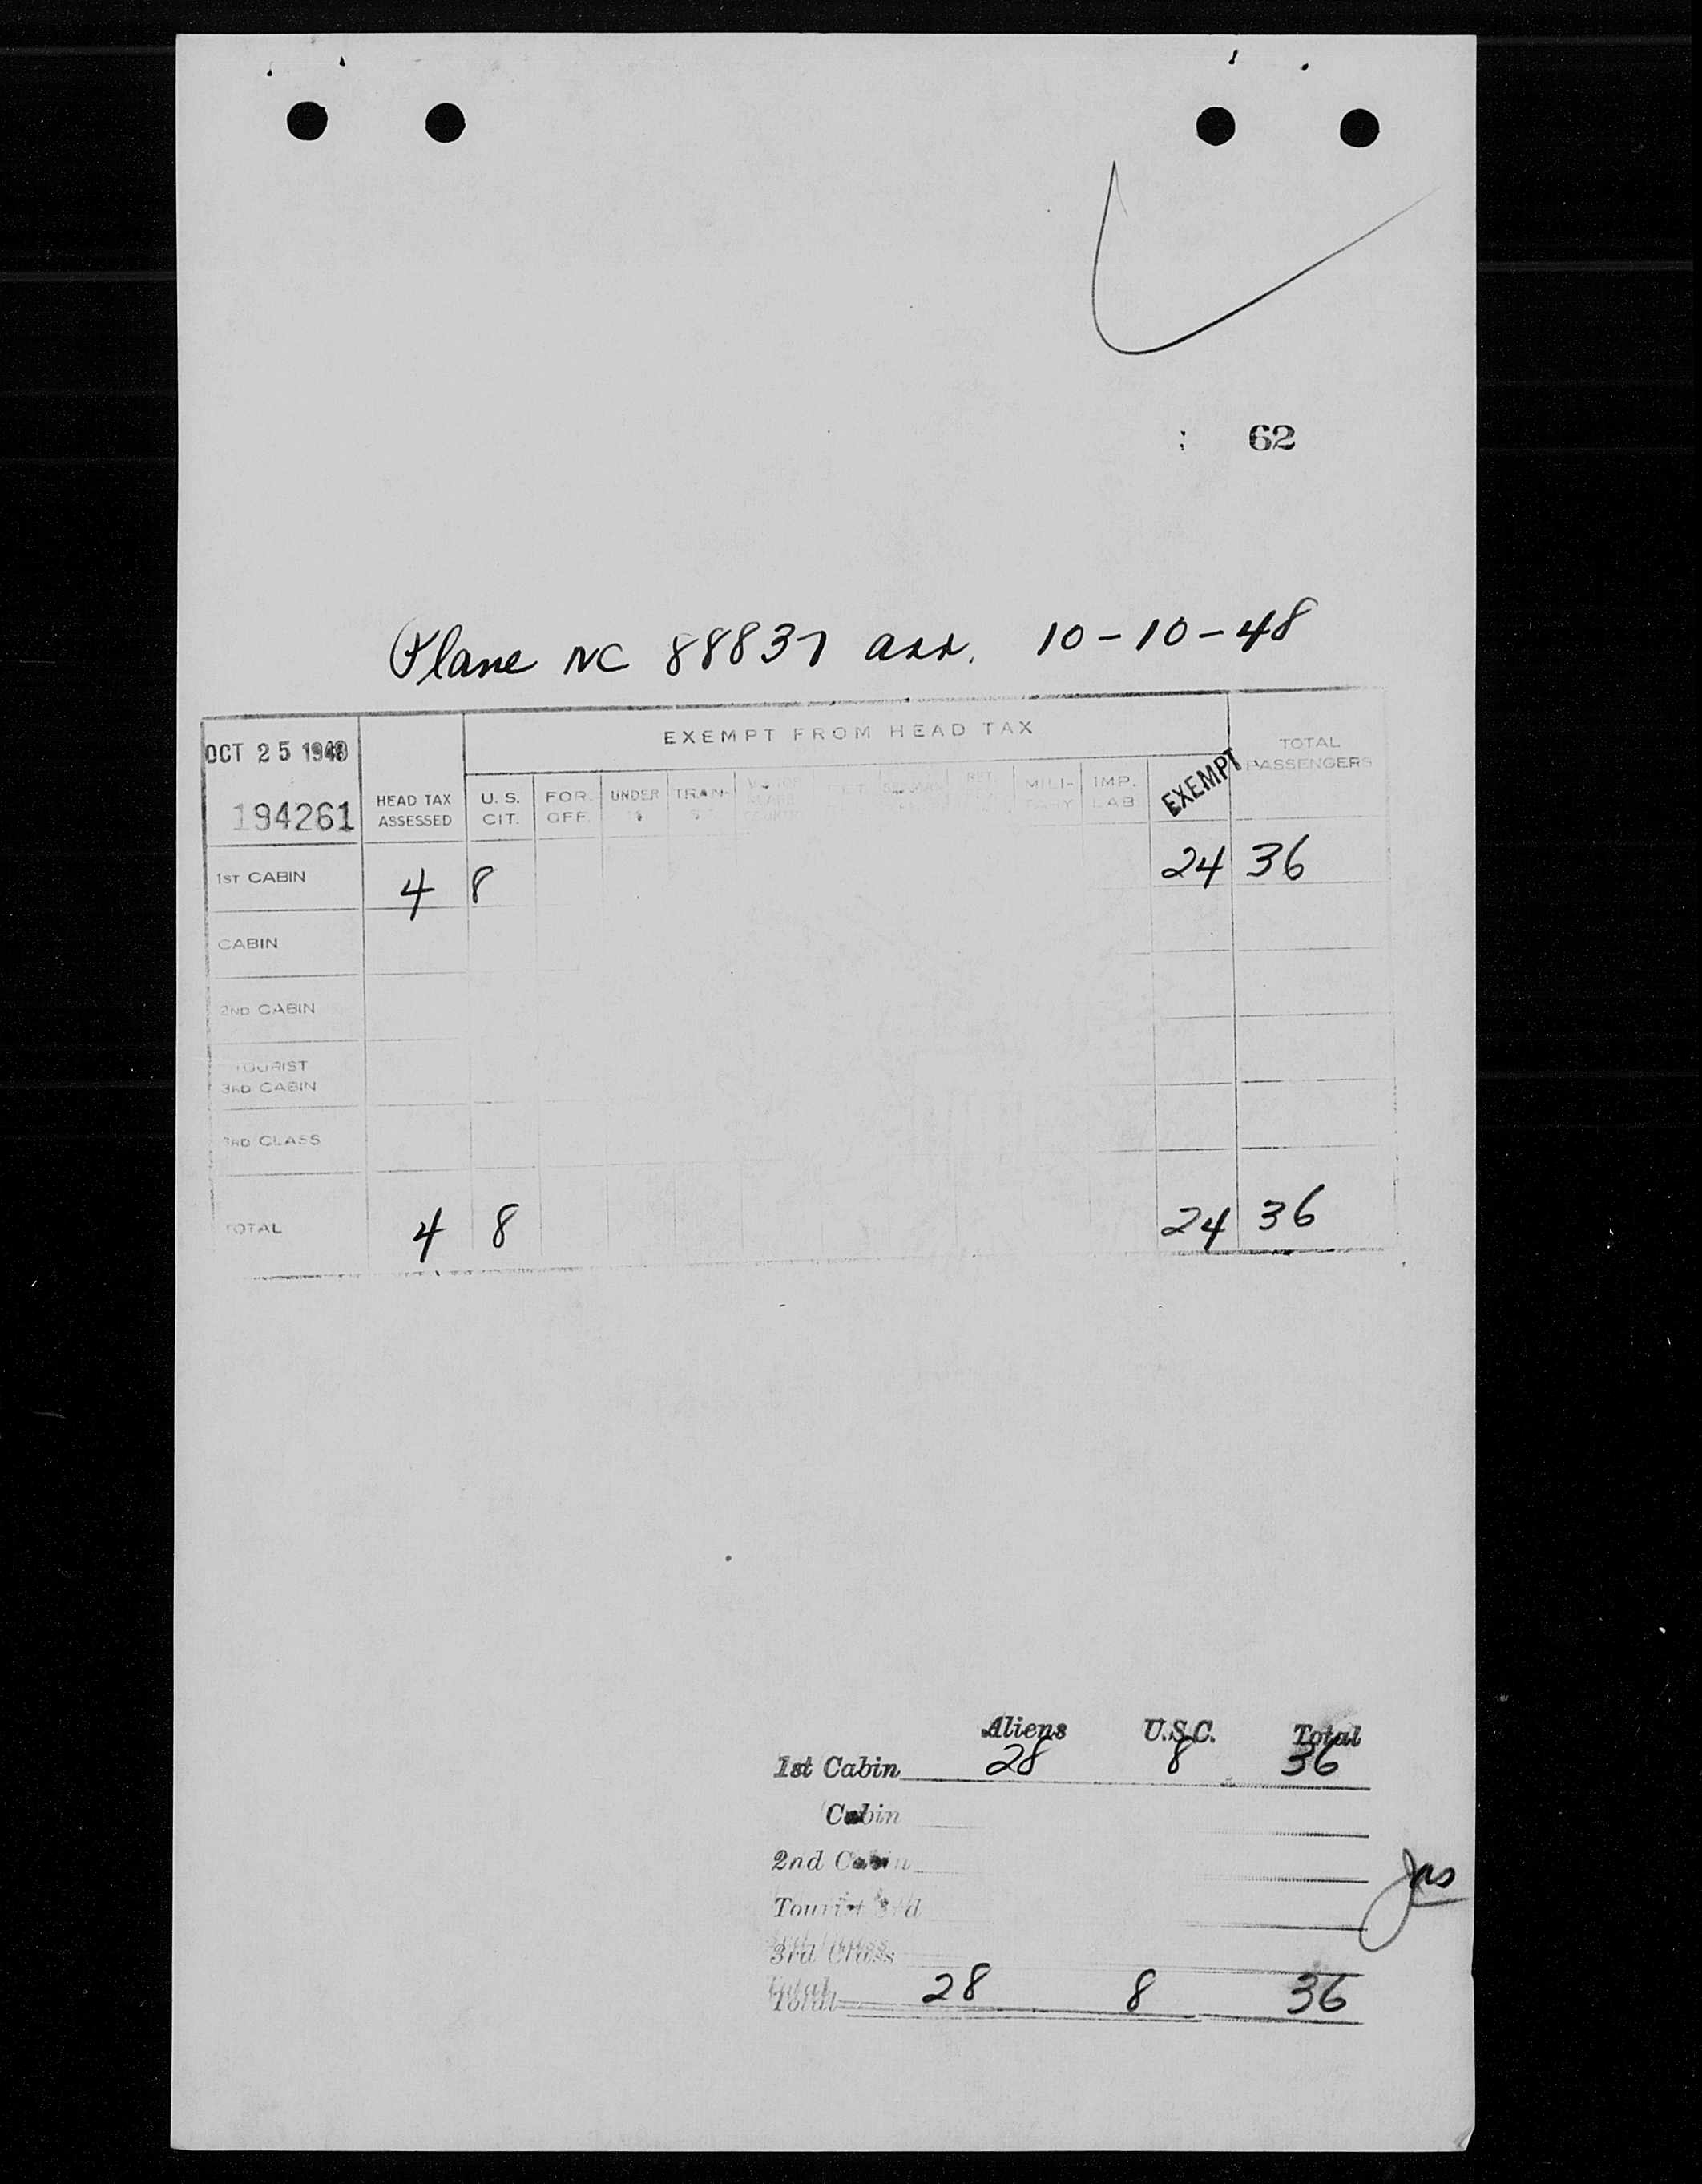 62
Plane NC 88837 arr. 10-10-48
OCT 25 1948
194261
HEAD TAX ASSESSED
EXEMPT FROM HEAD TAX
U. S. CIT.
FOR. OFF.
UNDER
TRAN-
RET.
MILI-TARY
IMP. LAB
EXEMPT
TOTAL PASSENGERS
1ST CABIN 4 8 24 36
CABIN
2ND CABIN
TOURIST
3RD CABIN
3RD CLASS
TOTAL 4 8 24 36
Aliens U.S.C. Total
1st Cabin 28 8 36
Cabin
2nd Cabin
Tourist 3rd
3rd Class
Total 28 8 36